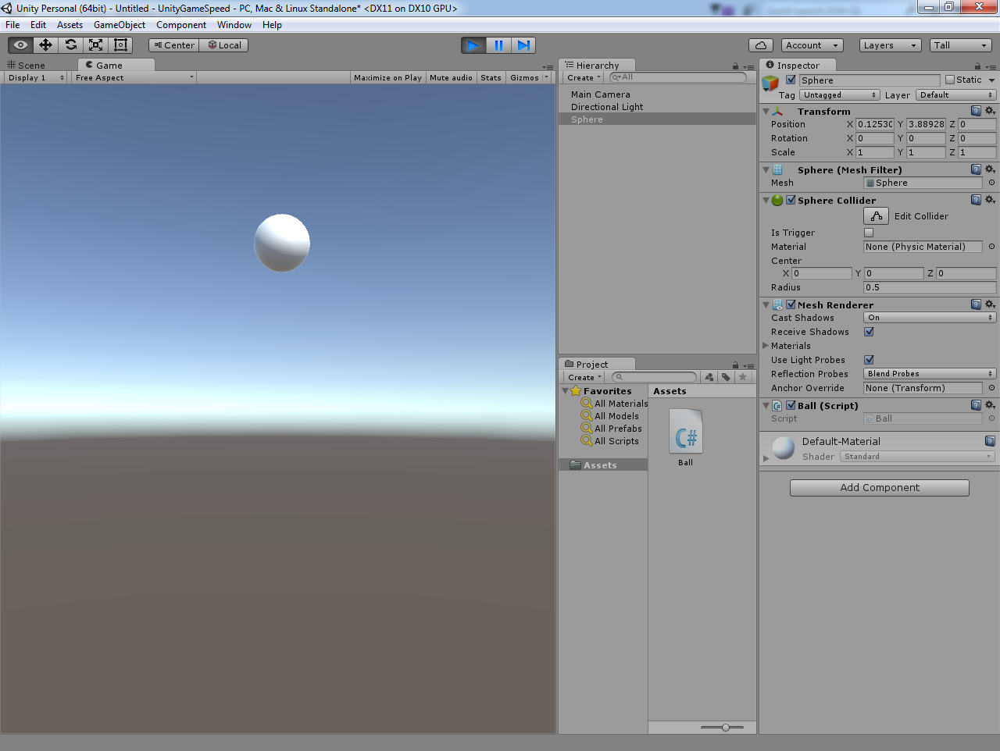 Unity Personal (64bit) - Untitled - UnityGameSpeed - PC, Mac & Linux Standalone* <DX11 on DX10 GPU>
File Edit Assets GameObject Component Window Help
Center Local Account Layers Tall
Scene Game
Display 1 Free Aspect Maximize on Play Mute audio Stats Gizmos
Hierarchy
Create All
Main Camera
Directional Light
Sphere
Project
Create
Favorites
All Materials
All Models
All Prefabs
All Scripts
Assets
Assets
C#
Ball
Inspector
Sphere Static
Tag Untagged Layer Default
Transform
Position X 0.1253 Y 3.88928 Z 0
Rotation X 0 Y 0 Z 0
Scale X 1 Y 1 Z 1
Sphere (Mesh Filter)
Mesh Sphere
Sphere Collider
Edit Collider
Is Trigger
Material None (Physic Material)
Center
X 0 Y 0 Z 0
Radius 0.5
Mesh Renderer
Cast Shadows On
Receive Shadows
Materials
Use Light Probes
Reflection Probes Blend Probes
Anchor Override None (Transform)
Ball (Script)
Script Ball
Default-Material
Shader Standard
Add Component